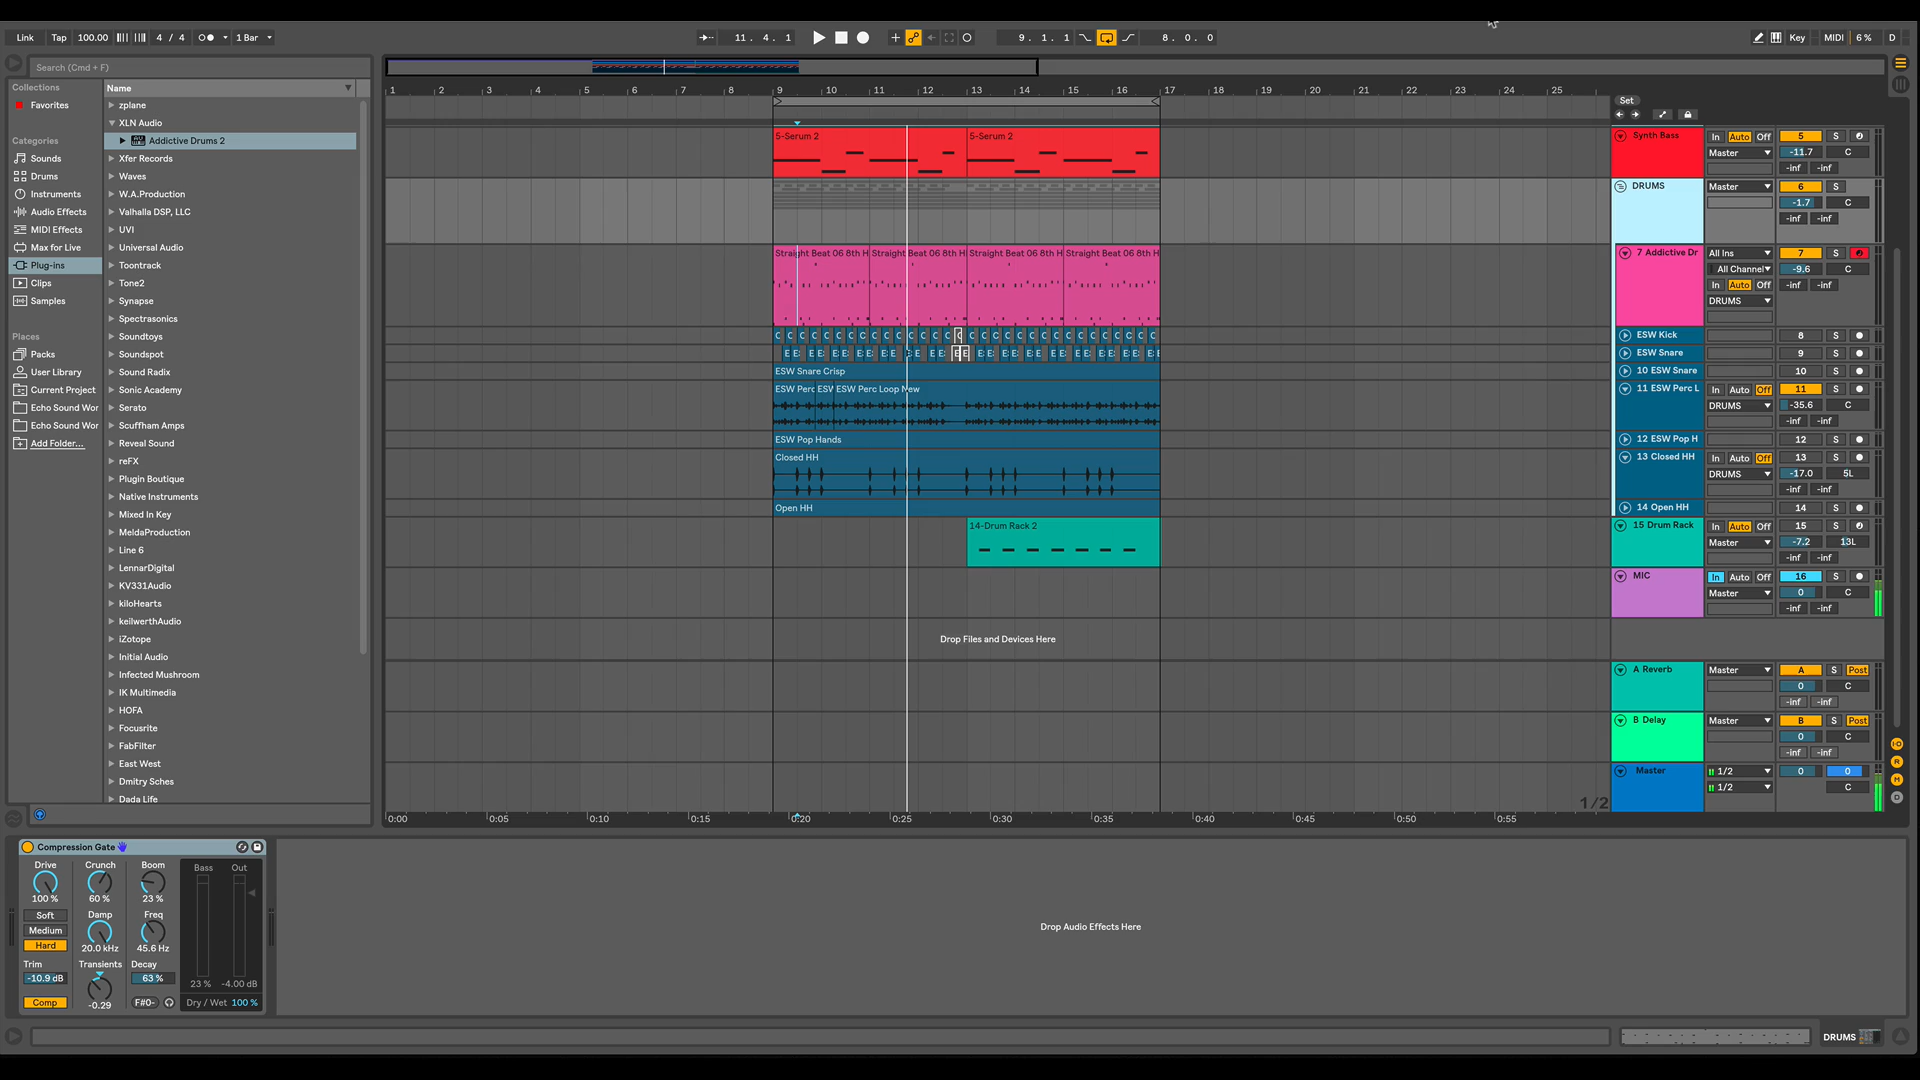 Link Tap 100.00 4 / 4 1 Bar 11. 4. 1 9. 1. 1 8. 0. 0 Key MIDI 6 % D
Search (Cmd + F)
Collections
Favorites
Categories
Sounds
Drums
Instruments
Audio Effects
MIDI Effects
Max for Live
Plug-ins
Clips
Samples
Places
Packs
User Library
Current Project
Echo Sound Wor
Echo Sound Wor
Add Folder...
Name
zplane
XLN Audio
Addictive Drums 2
Xfer Records
Waves
W.A.Production
Valhalla DSP, LLC
UVI
Universal Audio
Toontrack
Tone2
Synapse
Spectrasonics
Soundtoys
Soundspot
Sound Radix
Sonic Academy
Serato
Scuffham Amps
Reveal Sound
reFX
Plugin Boutique
Native Instruments
Mixed In Key
MeldaProduction
Line 6
LennarDigital
KV331Audio
kiloHearts
keilwerthAudio
iZotope
Initial Audio
Infected Mushroom
IK Multimedia
HOFA
Focusrite
FabFilter
East West
Dmitry Sches
Dada Life
1 2 3 4 5 6 7 8 9 10 11 12 13 14 15 16 17 18 19 20 21 22 23 24 25
Set
5-Serum 2 5-Serum 2
Straight Beat 06 8th H Straight Beat 06 8th H Straight Beat 06 8th H Straight Beat 06 8th H
ESW Snare Crisp
ESW Perc ESW ESW Perc Loop New
ESW Pop Hands
Closed HH
Open HH
14-Drum Rack 2
Drop Files and Devices Here
1/2
0:00 0:05 0:10 0:15 0:20 0:25 0:30 0:35 0:40 0:45 0:50 0:55
Synth Bass In Auto Off 5 S
Master -11.7 C
-inf -inf
DRUMS Master 6 S
-1.7 C
-inf -inf
7 Addictive Dr All Ins 7 S
All Channel -9.6 C
In Auto Off -inf -inf
DRUMS
ESW Kick 8 S
ESW Snare 9 S
10 ESW Snare 10 S
11 ESW Perc L In Auto Off 11 S
DRUMS -35.6 C
-inf -inf
12 ESW Pop H 12 S
13 Closed HH In Auto Off 13 S
DRUMS -17.0 5L
-inf -inf
14 Open HH 14 S
15 Drum Rack In Auto Off 15 S
Master -7.2 13L
-inf -inf
MIC In Auto Off 16 S
Master 0 C
-inf -inf
A Reverb Master A S Post
0 C
-inf -inf
B Delay Master B S Post
0 C
-inf -inf
Master 1/2 0 0
1/2 C
I·O
R
M
D
Compression Gate
Drive Crunch Boom Bass Out
100 % 60 % 23 %
Soft Damp Freq
Medium
Hard 20.0 kHz 45.6 Hz
Trim Transients Decay
-10.9 dB 63 % 23 % -4.00 dB
Comp -0.29 F#0- Dry / Wet 100 %
Drop Audio Effects Here
DRUMS